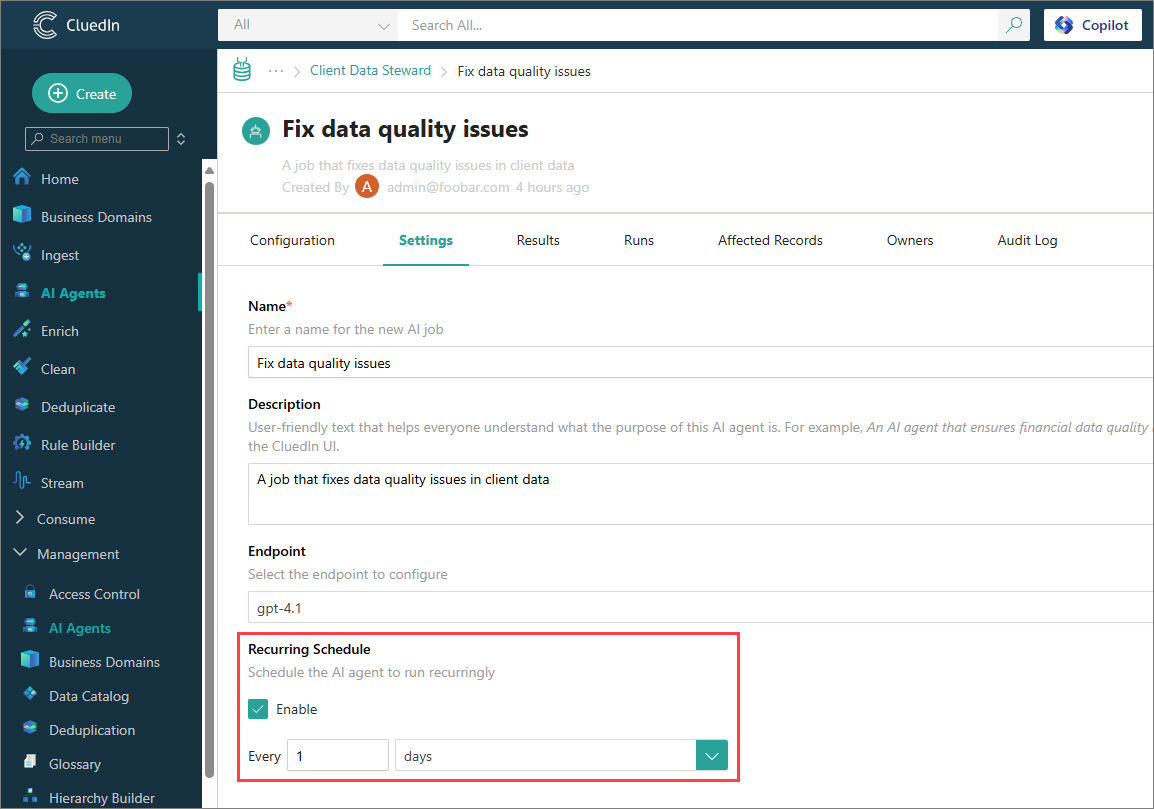 CluedIn
All
Search All...
Copilot
Create
Search menu
Home
Business Domains
Ingest
AI Agents
Enrich
Clean
Deduplicate
Rule Builder
Stream
Consume
Management
Access Control
AI Agents
Business Domains
Data Catalog
Deduplication
Glossary
Hierarchy Builder
... Client Data Steward Fix data quality issues
Fix data quality issues
A job that fixes data quality issues in client data
Created By A admin@foobar.com 4 hours ago
Configuration Settings Results Runs Affected Records Owners Audit Log
Name*
Enter a name for the new AI job
Fix data quality issues
Description
User-friendly text that helps everyone understand what the purpose of this AI agent is. For example, An AI agent that ensures financial data quality
the CluedIn UI.
A job that fixes data quality issues in client data
Endpoint
Select the endpoint to configure
gpt-4.1
Recurring Schedule
Schedule the AI agent to run recurringly
Enable
Every 1 days